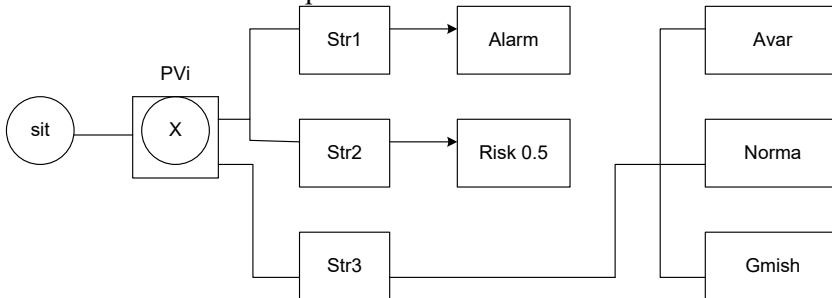 Str1
Alarm
Avar
PVi
sit
X
Str2
Risk 0.5
Norma
Str3
Gmish